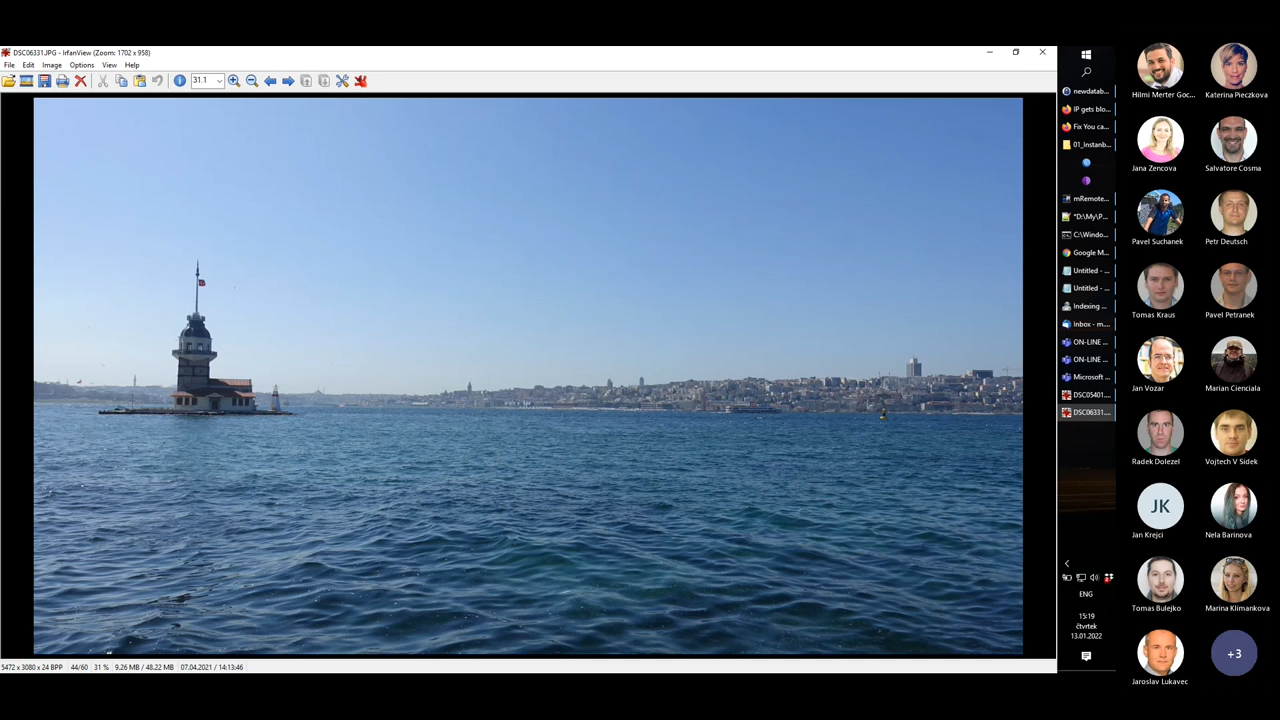 DSC06331.JPG - IrfanView (Zoom: 1702 x 958)
File Edit Image Options View Help
31.1
5472 x 3080 x 24 BPP 44/60 31 % 9.26 MB / 48.22 MB 07.04.2021 / 14:13:46
newdatab...
IP gets blo...
Fix You ca...
01_Instanb...
mRemote...
*D:\My\P...
C:\Windo...
Google M...
Untitled - ...
Untitled - ...
Indexing ...
Inbox - m...
ON-LINE ...
ON-LINE ...
Microsoft ...
DSC05401...
DSC06331...
ENG
15:19
čtvrtek
13.01.2022
Hilmi Merter Goc... Katerina Pieczkova
Jana Zencova Salvatore Cosma
Pavel Suchanek Petr Deutsch
Tomas Kraus Pavel Petranek
Jan Vozar Marian Cienciala
Radek Dolezel Vojtech V Sidek
JK
Jan Krejci Nela Barinova
Tomas Bulejko Marina Klimankova
+3
Jaroslav Lukavec